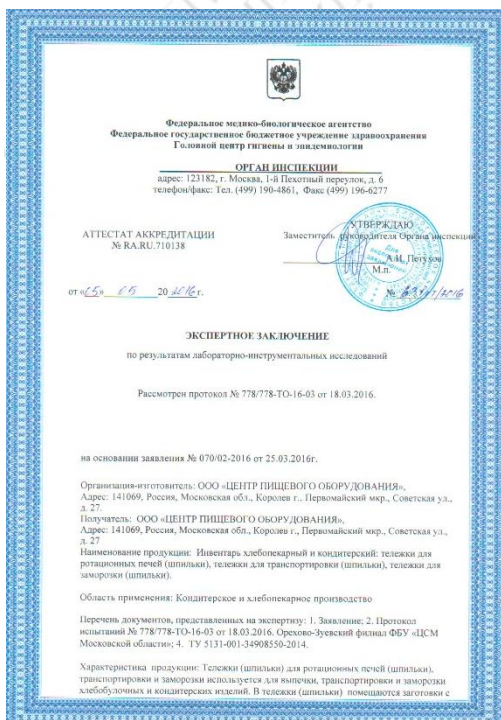 Федеральное медико-биологическое агентство
Федеральное государственное бюджетное учреждение здравоохранения
Головной центр гигиены и эпидемиологии
ОРГАН ИНСПЕКЦИИ
адрес: 123182, г. Москва, 1-й Пехотный переулок, д. 6
телефон/факс: Тел. (499) 190-4861, Факс (499) 196-6277
АТТЕСТАТ АККРЕДИТАЦИИ
№ RA.RU.710138
УТВЕРЖДАЮ
Заместитель руководителя Органа инспекции
А.И. Петухов
М.п.
от « 05 » 05 20 16 г.
№
ЭКСПЕРТНОЕ ЗАКЛЮЧЕНИЕ
по результатам лабораторно-инструментальных исследований
Рассмотрен протокол № 778/778-ТО-16-03 от 18.03.2016.
на основании заявления № 070/02-2016 от 25.03.2016г.
Организация-изготовитель: ООО «ЦЕНТР ПИЩЕВОГО ОБОРУДОВАНИЯ»,
Адрес: 141069, Россия, Московская обл., Королев г., Первомайский мкр., Советская ул.,
д. 27.
Получатель: ООО «ЦЕНТР ПИЩЕВОГО ОБОРУДОВАНИЯ»,
Адрес: 141069, Россия, Московская обл., Королев г., Первомайский мкр., Советская ул.,
д. 27
Наименование продукции: Инвентарь хлебопекарный и кондитерский: тележки для
ротационных печей (шпильки), тележки для транспортировки (шпильки), тележки для
заморозки (шпильки).
Область применения: Кондитерское и хлебопекарное производство
Перечень документов, представленных на экспертизу: 1. Заявление; 2. Протокол
испытаний № 778/778-ТО-16-03 от 18.03.2016. Орехово-Зуевский филиал ФБУ «ЦСМ
Московской области»; 4. ТУ 5131-001-34908550-2014.
Характеристика продукции: Тележки (шпильки) для ротационных печей (шпильки),
транспортировки и заморозки используется для выпечки, транспортировки и заморозки
хлебобулочных и кондитерских изделий. В тележки (шпильки) помещаются заготовки с